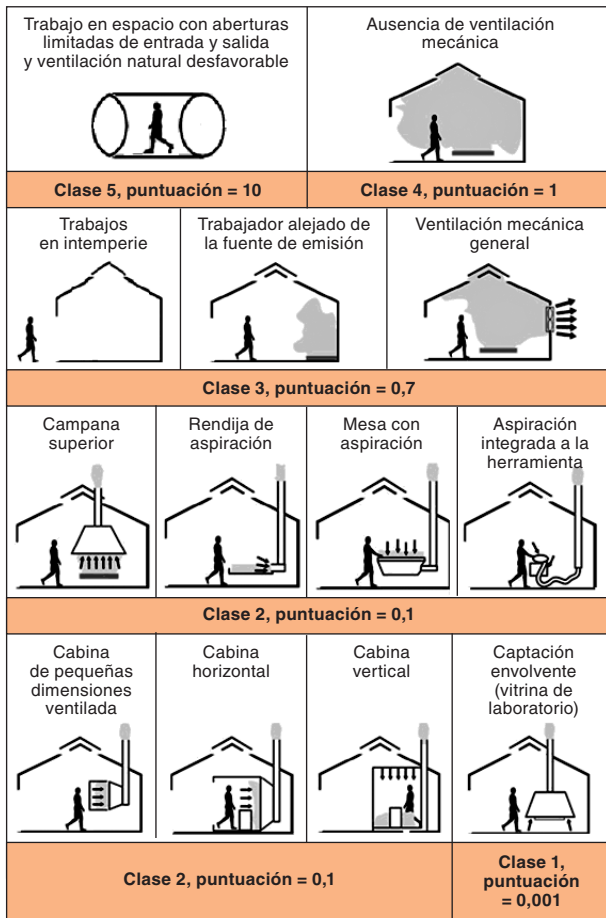 Trabajo en espacio con aberturas
limitadas de entrada y salida
y ventilación natural desfavorable
Ausencia de ventilación
mecánica
Clase 5, puntuación = 10
Clase 4, puntuación = 1
Trabajos
en intemperie
Trabajador alejado de
la fuente de emisión
Ventilación mecánica
general
Clase 3, puntuación = 0,7
Campana
superior
Rendija de
aspiración
Mesa con
aspiración
Aspiración
integrada a la
herramienta
Clase 2, puntuación = 0,1
Cabina
de pequeñas
dimensiones
ventilada
Cabina
horizontal
Cabina
vertical
Captación
envolvente
(vitrina de
laboratorio)
Clase 2, puntuación = 0,1
Clase 1,
puntuación
= 0,001